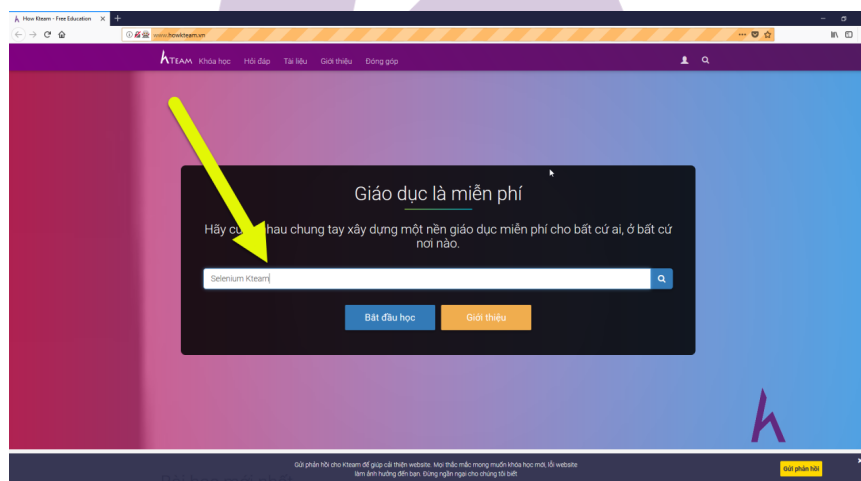 How Kteam - Free Education
www.howkteam.vn
KTEAM Khóa học Hỏi đáp Tài liệu Giới thiệu Đóng góp
Giáo dục là miễn phí
Hãy hau chung tay xây dựng một nền giáo dục miễn phí cho bất cứ ai, ở bất cứ
nơi nào.
Selenium Kteam
Bắt đầu học
Giới thiệu
Gửi phản hồi cho Kteam để giúp cải thiện website. Mọi thắc mắc mong muốn khóa học mới, lỗi website
làm ảnh hưởng đến bạn. Đừng ngần ngại cho chúng tôi biết
Gửi phản hồi